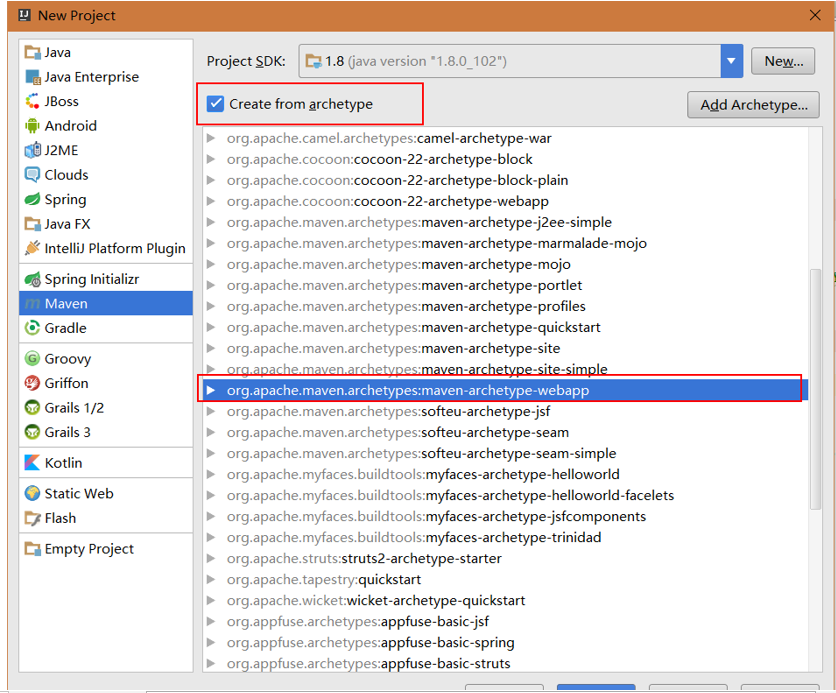 New Project
Java
Java Enterprise
JBoss
Android
J2ME
Clouds
Spring
Java FX
IntelliJ Platform Plugin
Spring Initializr
Maven
Gradle
Groovy
Griffon
Grails 1/2
Grails 3
Kotlin
Static Web
Flash
Empty Project
Project SDK: 1.8 (java version "1.8.0_102") New...
Create from archetype Add Archetype...
org.apache.camel.archetypes:camel-archetype-war
org.apache.cocoon:cocoon-22-archetype-block
org.apache.cocoon:cocoon-22-archetype-block-plain
org.apache.cocoon:cocoon-22-archetype-webapp
org.apache.maven.archetypes:maven-archetype-j2ee-simple
org.apache.maven.archetypes:maven-archetype-marmalade-mojo
org.apache.maven.archetypes:maven-archetype-mojo
org.apache.maven.archetypes:maven-archetype-portlet
org.apache.maven.archetypes:maven-archetype-profiles
org.apache.maven.archetypes:maven-archetype-quickstart
org.apache.maven.archetypes:maven-archetype-site
org.apache.maven.archetypes:maven-archetype-site-simple
org.apache.maven.archetypes:maven-archetype-webapp
org.apache.maven.archetypes:softeu-archetype-jsf
org.apache.maven.archetypes:softeu-archetype-seam
org.apache.maven.archetypes:softeu-archetype-seam-simple
org.apache.myfaces.buildtools:myfaces-archetype-helloworld
org.apache.myfaces.buildtools:myfaces-archetype-helloworld-facelets
org.apache.myfaces.buildtools:myfaces-archetype-jsfcomponents
org.apache.myfaces.buildtools:myfaces-archetype-trinidad
org.apache.struts:struts2-archetype-starter
org.apache.tapestry:quickstart
org.apache.wicket:wicket-archetype-quickstart
org.appfuse.archetypes:appfuse-basic-jsf
org.appfuse.archetypes:appfuse-basic-spring
org.appfuse.archetypes:appfuse-basic-struts